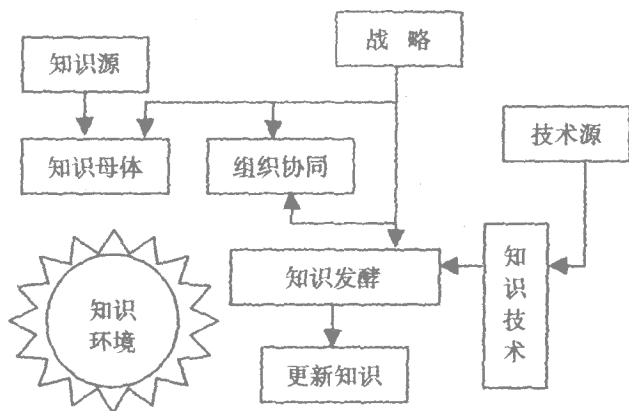 战 略
知识源
技术源
知识母体
组织协同
知识发酵
知识技术
知识
环境
更新知识